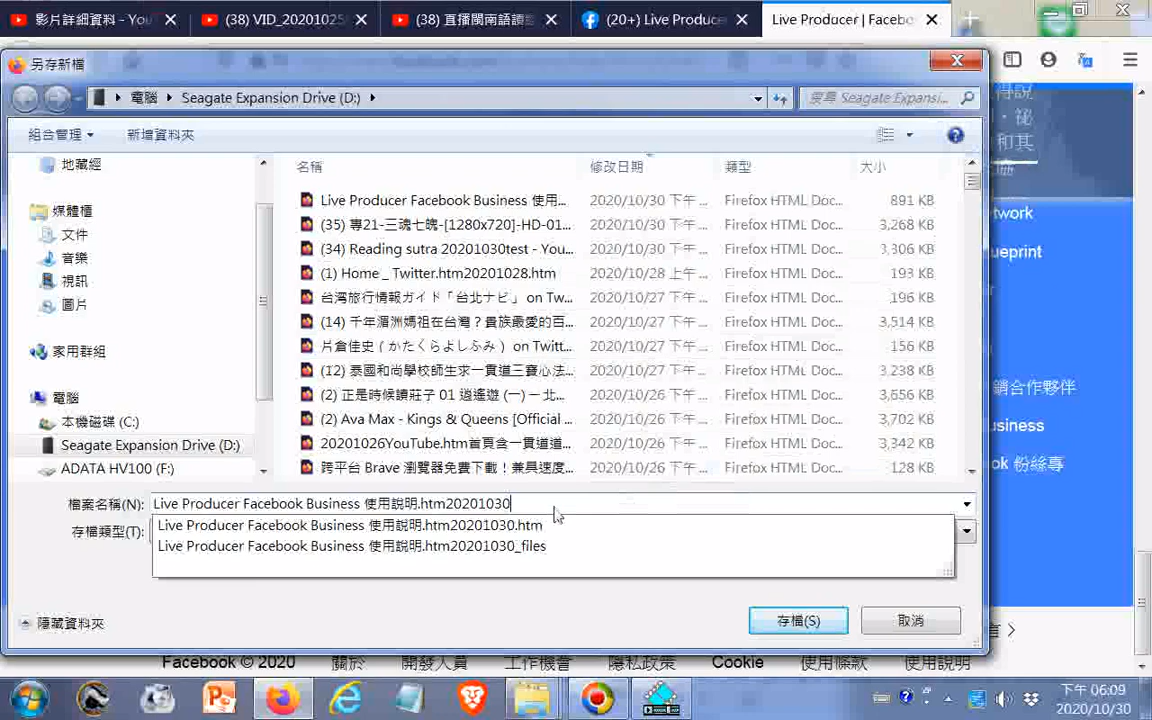 影片詳細資料 - You
(38) VID_20201025
(38) 直播閩南語讀
(20+) Live Produce
Live Producer | Facebo
另存新檔
電腦
Seagate Expansion Drive (D:)
搜尋 Seagate Expansi...
組合管理
新增資料夾
地藏經
媒體櫃
文件
音樂
視訊
圖片
家用群組
電腦
本機磁碟 (C:)
Seagate Expansion Drive (D:)
ADATA HV100 (F:)
名稱 修改日期 類型 大小
Live Producer Facebook Business 使用... 2020/10/30 下午 ... Firefox HTML Doc... 891 KB
(35) 專21-三魂七魄-[1280x720]-HD-01... 2020/10/30 下午 ... Firefox HTML Doc... 3,268 KB
(34) Reading sutra 20201030test - You... 2020/10/30 下午 ... Firefox HTML Doc... 3,306 KB
(1) Home _ Twitter.htm20201028.htm 2020/10/28 上午 ... Firefox HTML Doc... 193 KB
台湾旅行情報ガイド「台北ナビ」 on Tw... 2020/10/27 下午 ... Firefox HTML Doc... 196 KB
(14) 千年湄洲媽祖在台灣？貴族最愛的百... 2020/10/27 下午 ... Firefox HTML Doc... 3,514 KB
片倉佳史（かたくらよしふみ） on Twitt... 2020/10/27 下午 ... Firefox HTML Doc... 156 KB
(12) 泰國和尚學校師生求一貫道三寶心法... 2020/10/27 下午 ... Firefox HTML Doc... 3,238 KB
(2) 正是時候讀莊子 01 逍遙遊 (一) – 北... 2020/10/26 下午 ... Firefox HTML Doc... 3,656 KB
(2) Ava Max - Kings & Queens [Official ... 2020/10/26 下午 ... Firefox HTML Doc... 3,702 KB
20201026YouTube.htm首頁含一貫道道... 2020/10/26 下午 ... Firefox HTML Doc... 3,342 KB
跨平台 Brave 瀏覽器免費下載！兼具速度... 2020/10/26 下午 ... Firefox HTML Doc... 128 KB
檔案名稱(N): Live Producer Facebook Business 使用說明.htm20201030
Live Producer Facebook Business 使用說明.htm20201030.htm
Live Producer Facebook Business 使用說明.htm20201030_files
存檔類型(T):
隱藏資料夾
存檔(S) 取消
得說
・祕
和其
twork
ueprint
銷合作夥伴
usiness
ok 粉絲專
Facebook © 2020 關於 開發人員 工作機會 隱私政策 Cookie 使用條款 使用說明
下午 06:09
2020/10/30